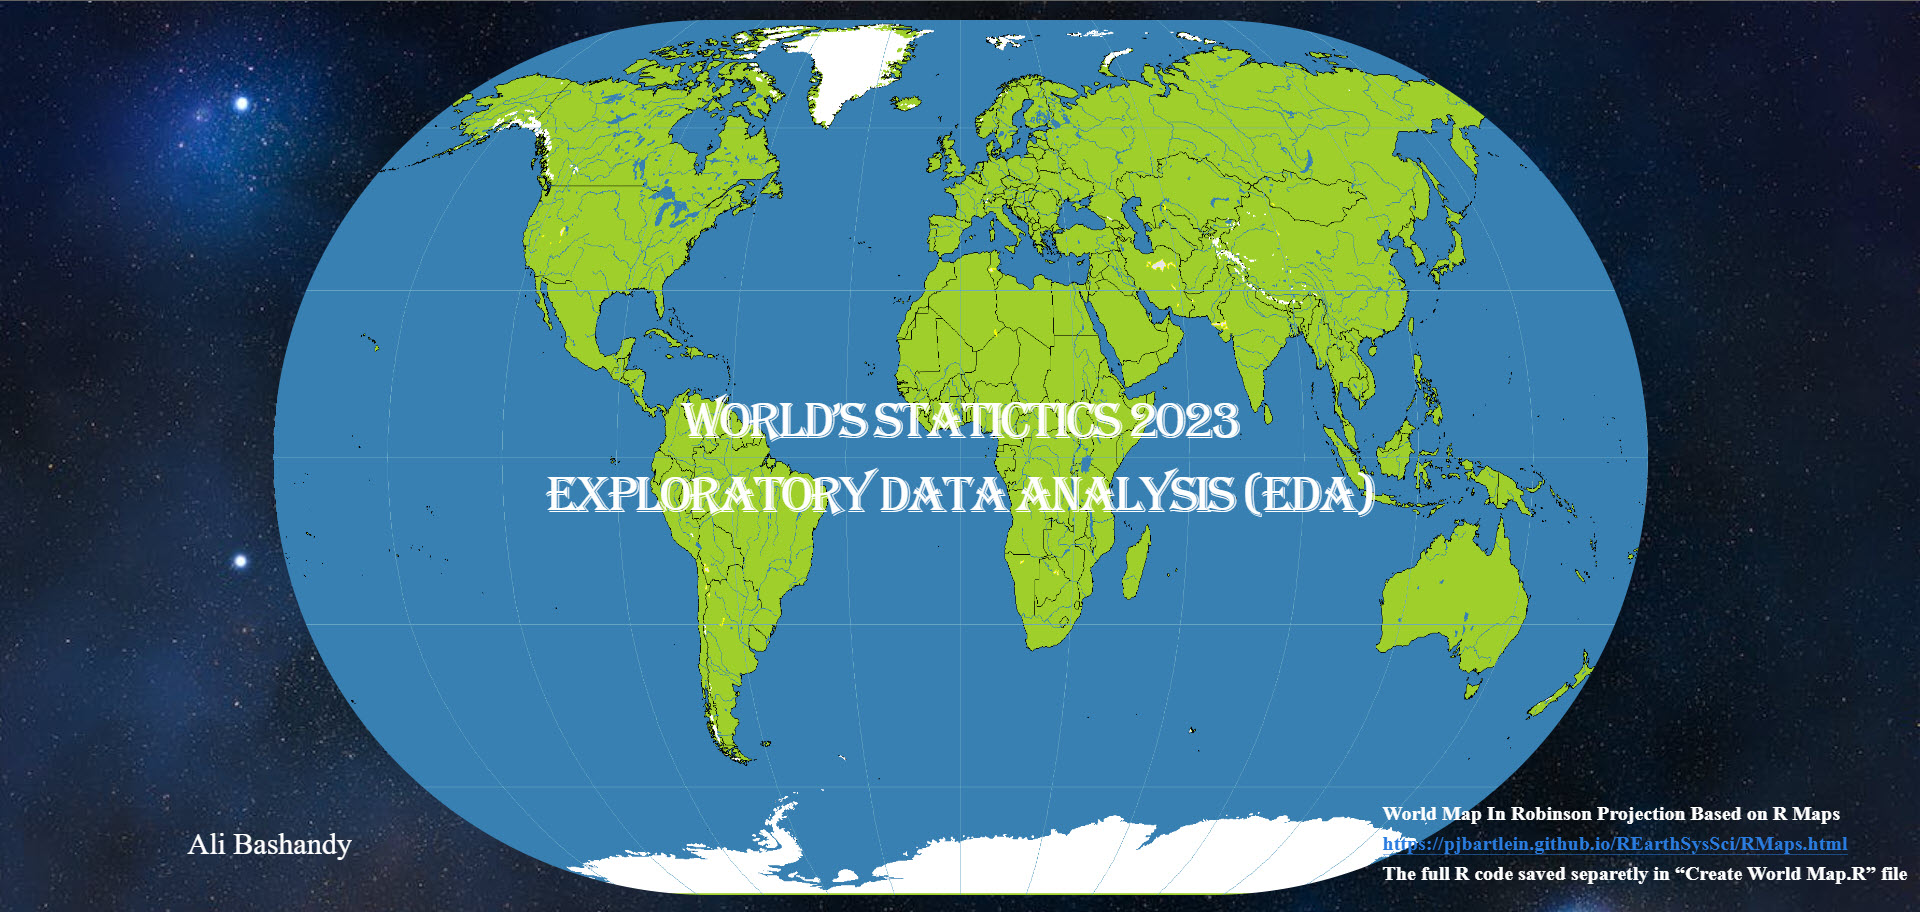 WORLD'S STATICTICS 2023
EXPLORATORY DATA ANALYSIS (EDA)
Ali Bashandy
World Map In Robinson Projection Based on R Maps
https://pjbartlein.github.io/REarthSysSci/RMaps.html
The full R code saved separetly in “Create World Map.R” file